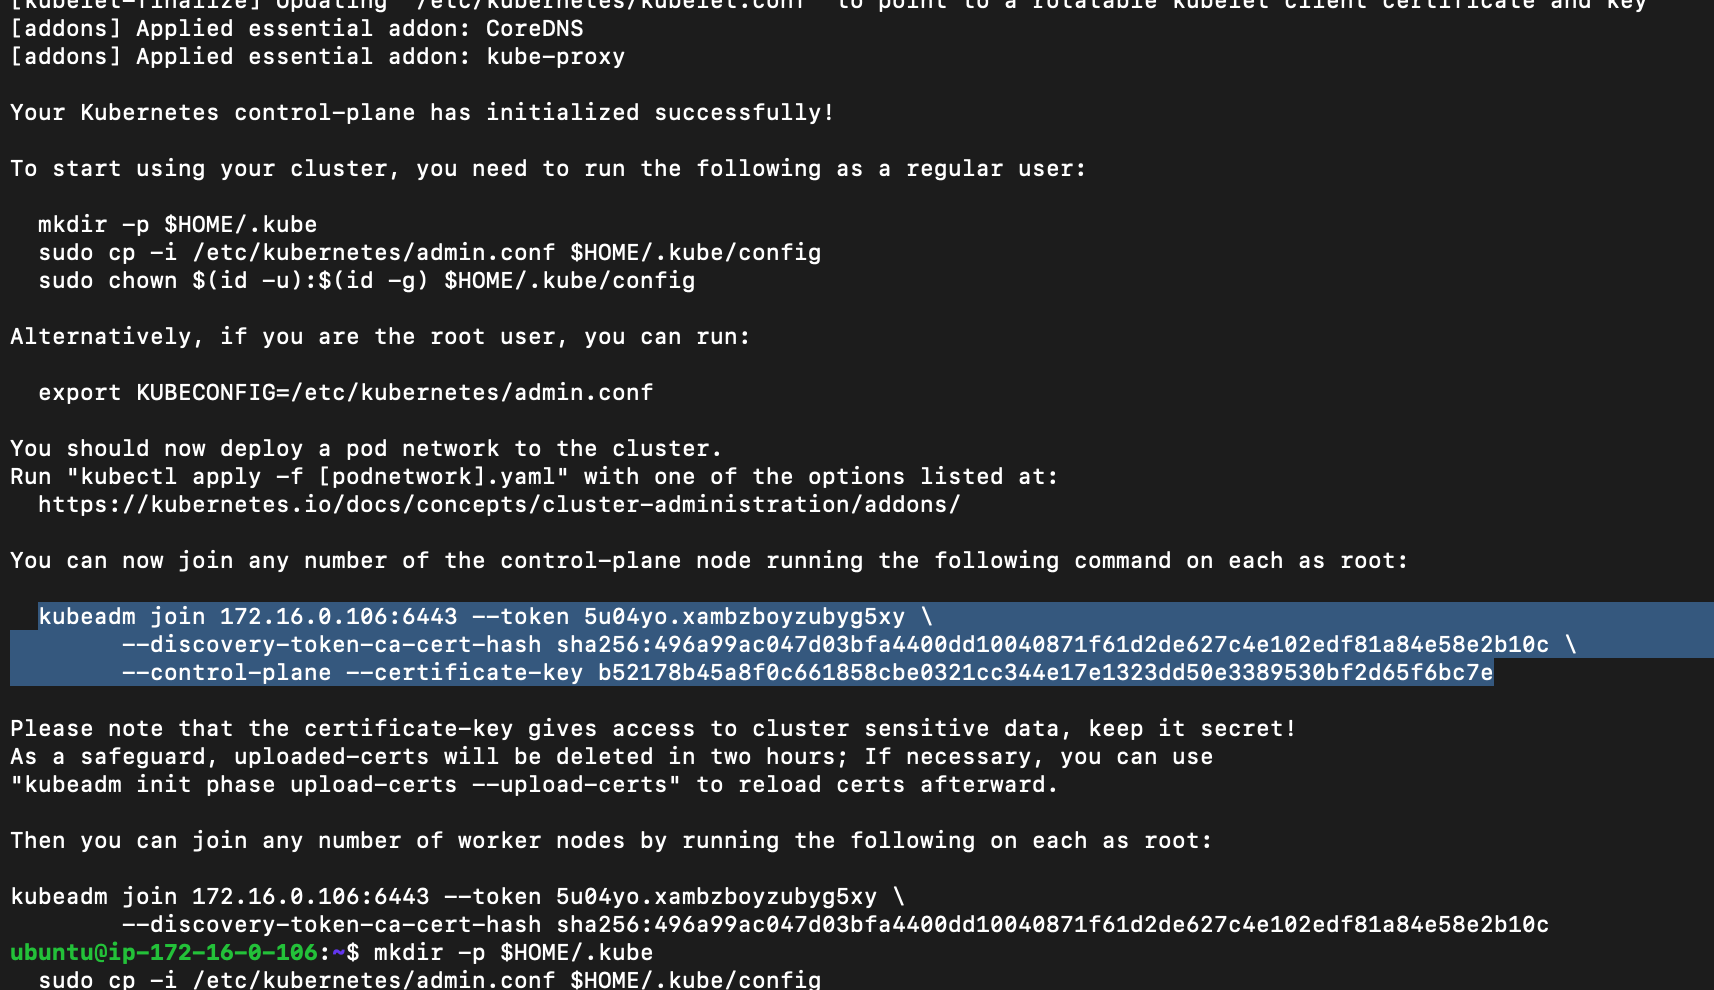 [kubelet-finalize] Updating "/etc/kubernetes/kubelet.conf" to point to a rotatable kubelet client certificate and key
[addons] Applied essential addon: CoreDNS
[addons] Applied essential addon: kube-proxy
Your Kubernetes control-plane has initialized successfully!
To start using your cluster, you need to run the following as a regular user:
mkdir -p $HOME/.kube
sudo cp -i /etc/kubernetes/admin.conf $HOME/.kube/config
sudo chown $(id -u):$(id -g) $HOME/.kube/config
Alternatively, if you are the root user, you can run:
export KUBECONFIG=/etc/kubernetes/admin.conf
You should now deploy a pod network to the cluster.
Run "kubectl apply -f [podnetwork].yaml" with one of the options listed at:
https://kubernetes.io/docs/concepts/cluster-administration/addons/
You can now join any number of the control-plane node running the following command on each as root:
kubeadm join 172.16.0.106:6443 --token 5u04yo.xambzboyzubyg5xy \
--discovery-token-ca-cert-hash sha256:496a99ac047d03bfa4400dd10040871f61d2de627c4e102edf81a84e58e2b10c \
--control-plane --certificate-key b52178b45a8f0c661858cbe0321cc344e17e1323dd50e3389530bf2d65f6bc7e
Please note that the certificate-key gives access to cluster sensitive data, keep it secret!
As a safeguard, uploaded-certs will be deleted in two hours; If necessary, you can use
"kubeadm init phase upload-certs --upload-certs" to reload certs afterward.
Then you can join any number of worker nodes by running the following on each as root:
kubeadm join 172.16.0.106:6443 --token 5u04yo.xambzboyzubyg5xy \
--discovery-token-ca-cert-hash sha256:496a99ac047d03bfa4400dd10040871f61d2de627c4e102edf81a84e58e2b10c
ubuntu@ip-172-16-0-106:~$ mkdir -p $HOME/.kube
sudo cp -i /etc/kubernetes/admin.conf $HOME/.kube/config